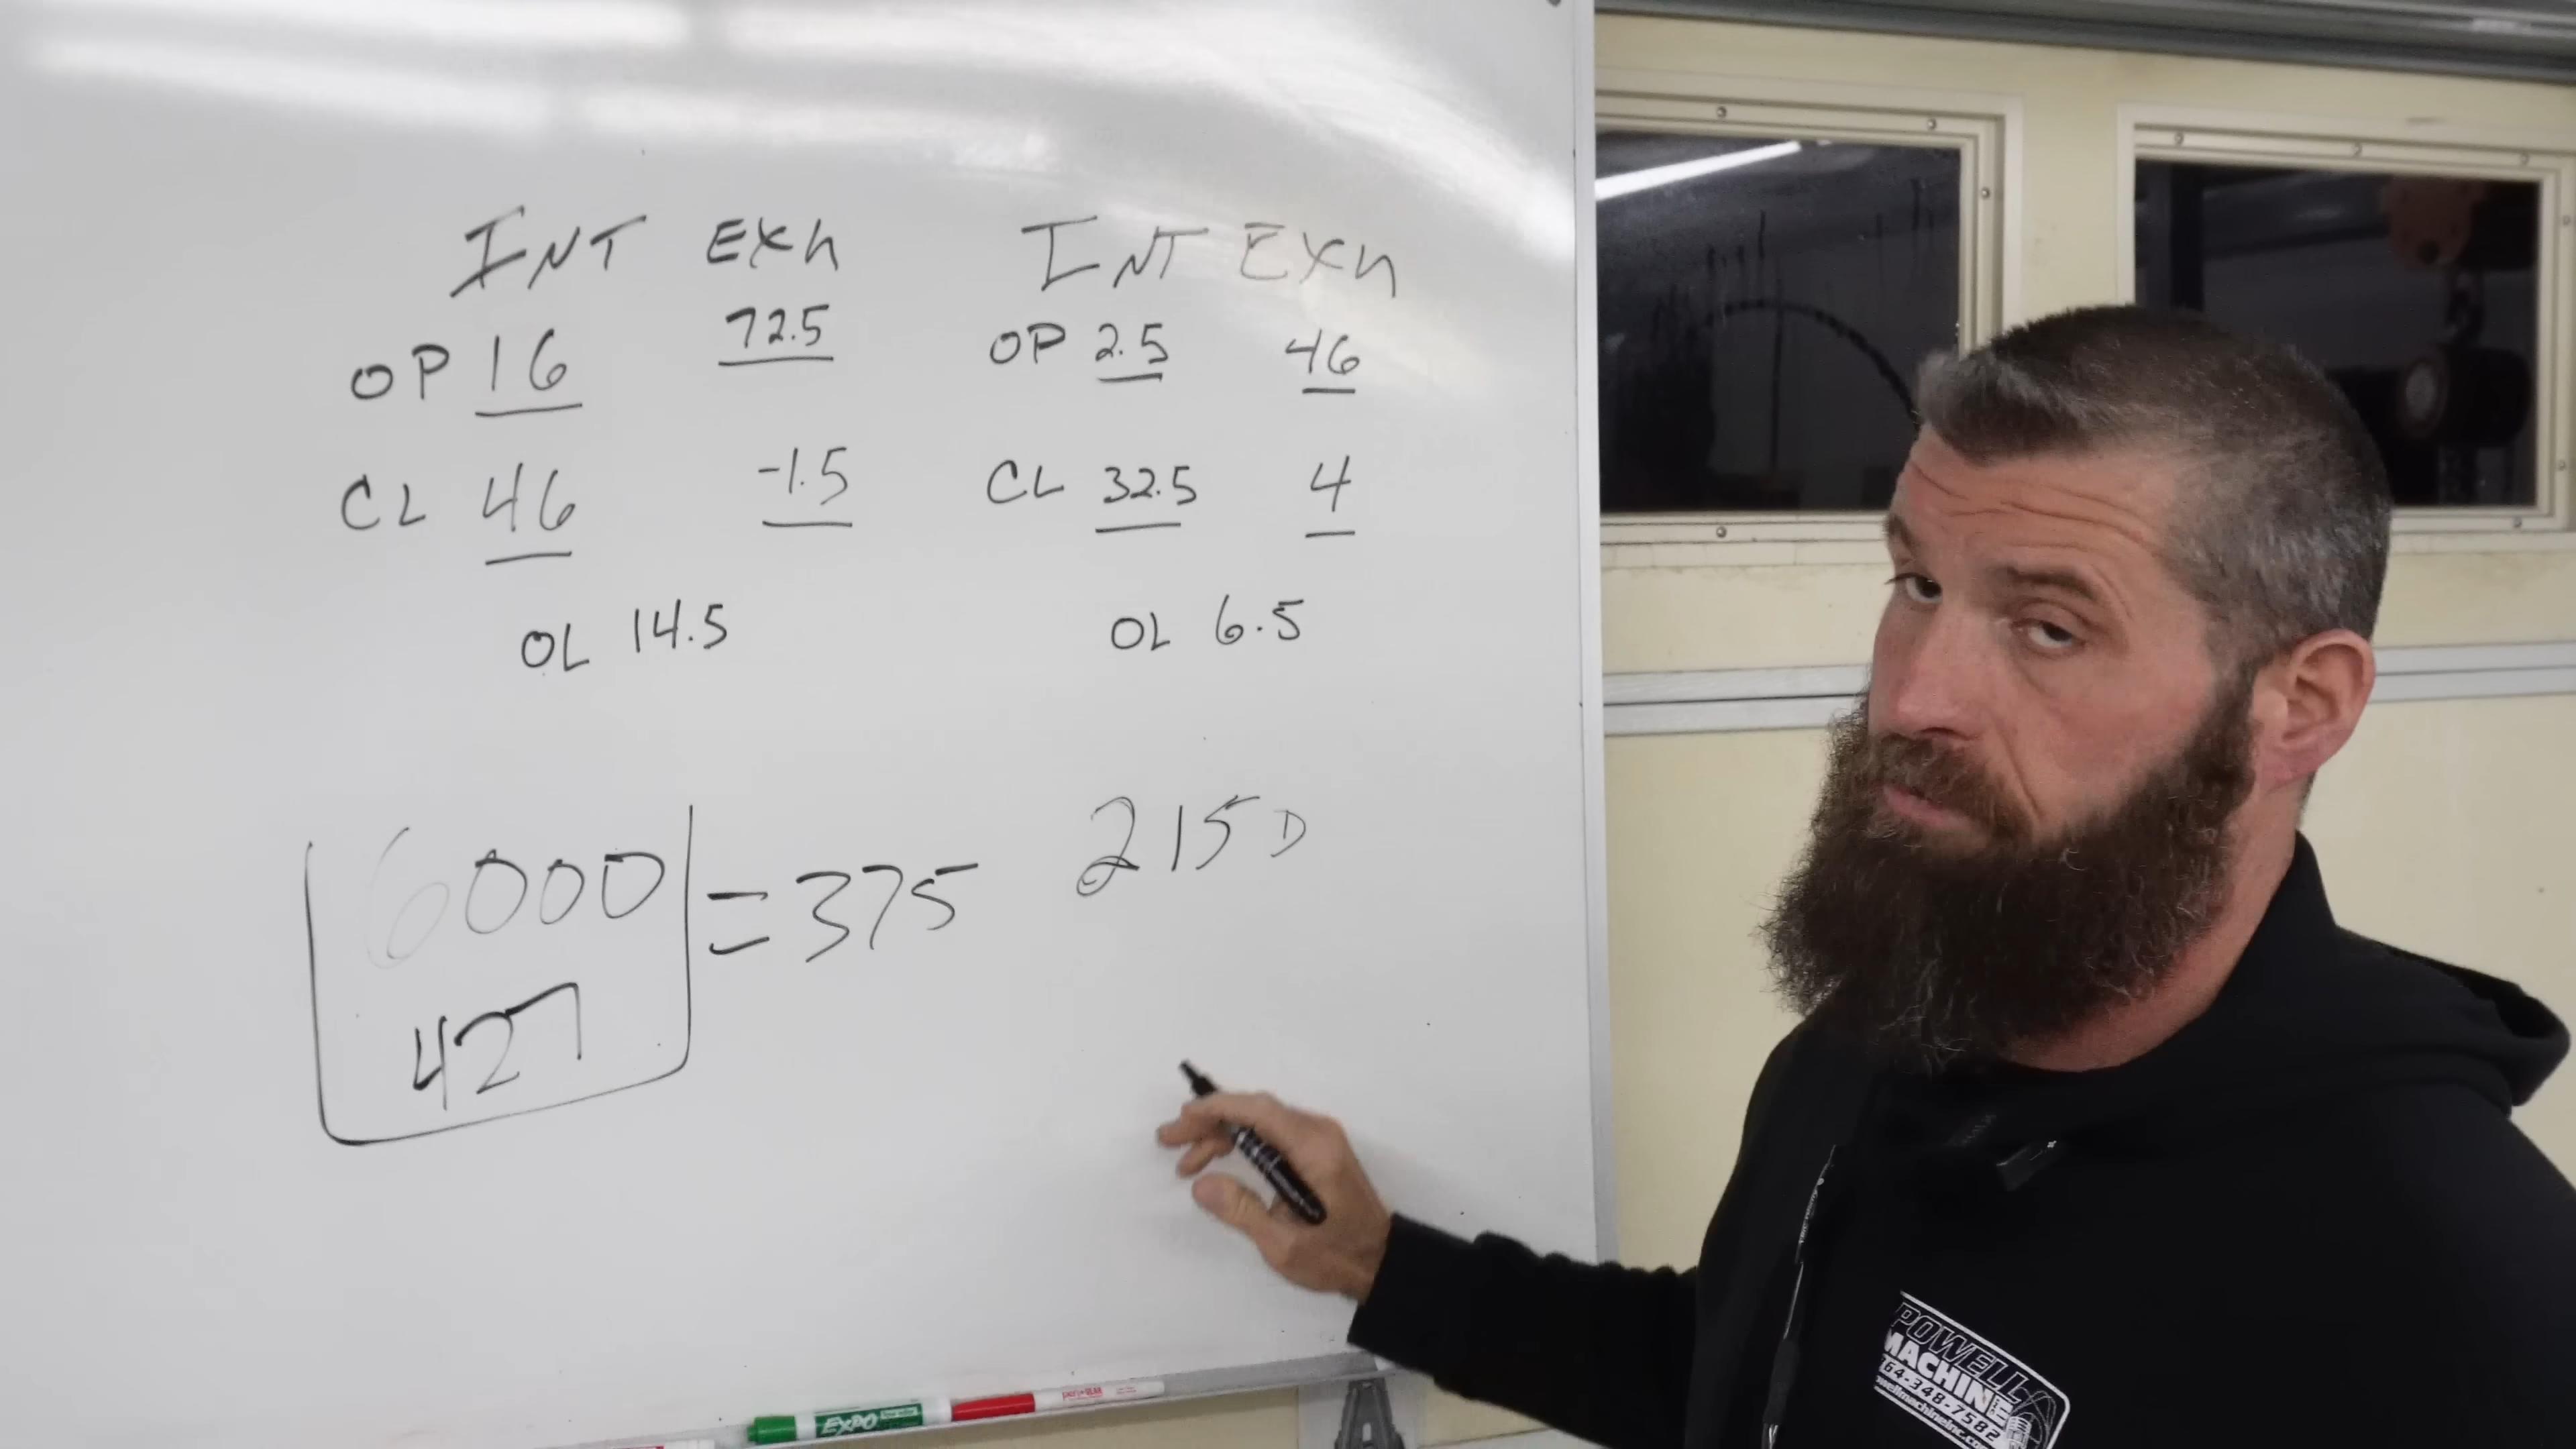 INT EXH
OP 16 72.5
CL 46 -1.5
OL 14.5
INT EXH
OP 2.5 46
CL 32.5 4
OL 6.5
6000
427
= 375
215 D
EXPO
POWELL
MACHINE